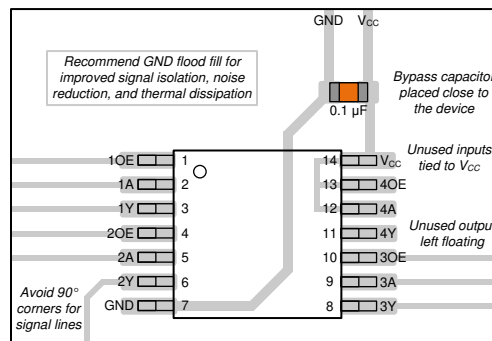 GND VCC
Recommend GND flood fill for
improved signal isolation, noise
reduction, and thermal dissipation
Bypass capacitor
placed close to
the device
0.1 μF
Unused inputs
tied to VCC
1OE 1
1A 2
1Y 3
2OE 4
2A 5
2Y 6
GND 7
14 VCC
13 4OE
12 4A
11 4Y
10 3OE
9 3A
8 3Y
Unused output
left floating
Avoid 90°
corners for
signal lines